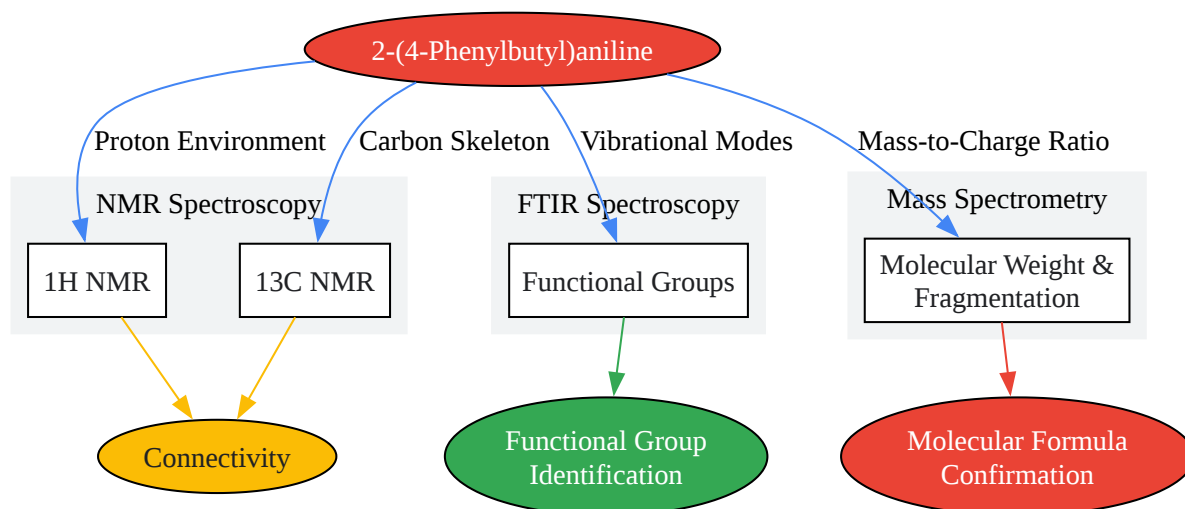 2-(4-Phenylbutyl)aniline
Proton Environment
Carbon Skeleton
Vibrational Modes
Mass-to-Charge Ratio
NMR Spectroscopy
FTIR Spectroscopy
Mass Spectrometry
1H NMR
13C NMR
Functional Groups
Molecular Weight &
Fragmentation
Connectivity
Functional Group
Identification
Molecular Formula
Confirmation